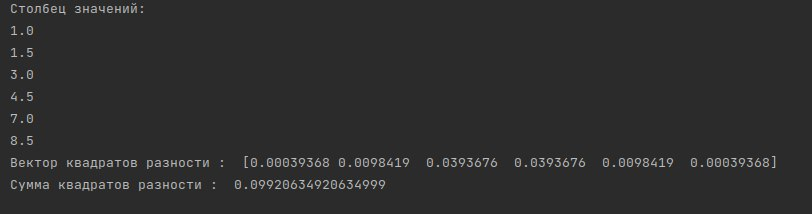 Столбец значений:
1.0
1.5
3.0
4.5
7.0
8.5
Вектор квадратов разности :  [0.00039368 0.0098419  0.0393676  0.0393676  0.0098419  0.00039368]
Сумма квадратов разности :  0.09920634920634999